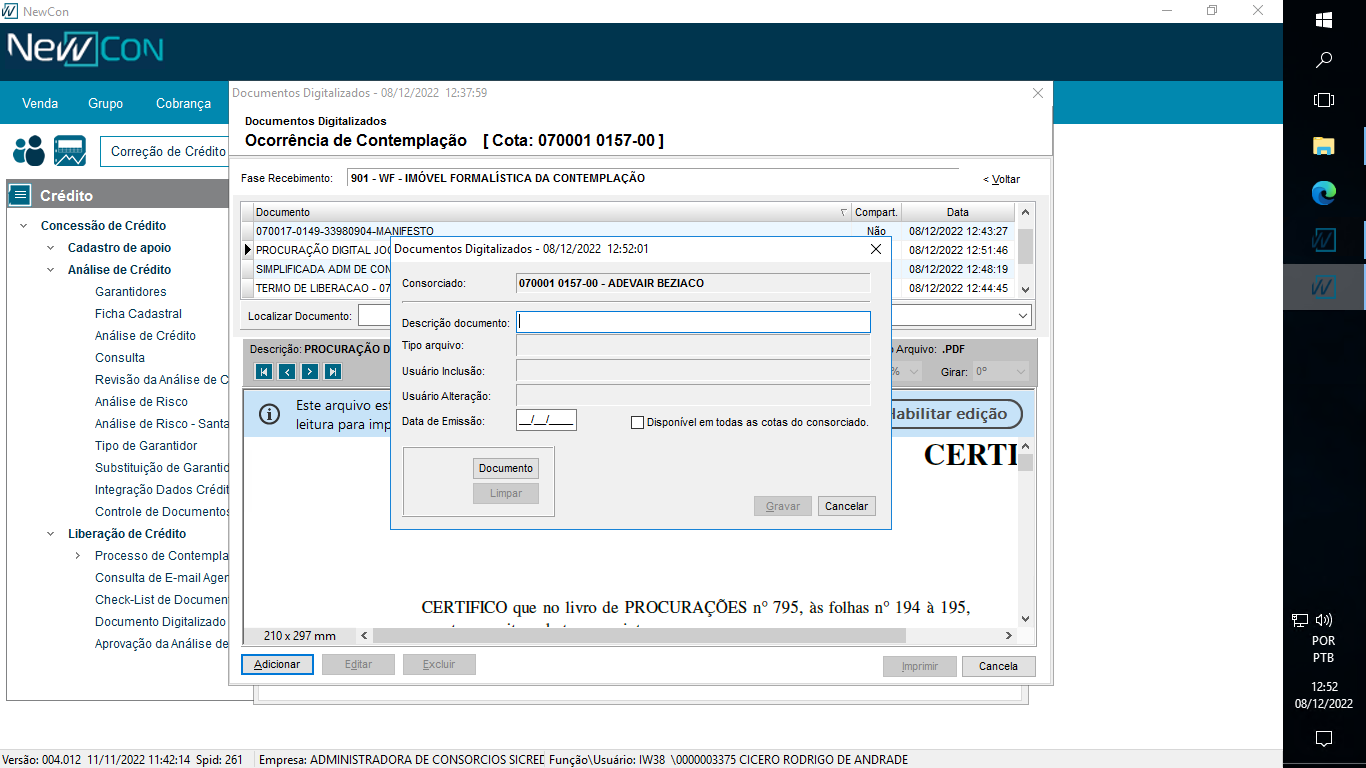 NewCon
NewCon
Venda Grupo Cobrança
Correção de Crédito
Crédito
Concessão de Crédito
Cadastro de apoio
Análise de Crédito
Garantidores
Ficha Cadastral
Análise de Crédito
Consulta
Revisão da Análise de C
Análise de Risco
Análise de Risco - Santa
Tipo de Garantidor
Substituição de Garantid
Integração Dados Crédit
Controle de Documentos
Liberação de Crédito
Processo de Contempla
Consulta de E-mail Ager
Check-List de Documen
Documento Digitalizado
Aprovação da Análise de
Documentos Digitalizados - 08/12/2022 12:37:59
Documentos Digitalizados
Ocorrência de Contemplação [ Cota: 070001 0157-00 ]
Fase Recebimento: 901 - WF - IMÓVEL FORMALÍSTICA DA CONTEMPLAÇÃO
< Voltar
Documento Compart. Data
070017-0149-33980904-MANIFESTO Não 08/12/2022 12:43:27
PROCURAÇÃO DIGITAL JOC 08/12/2022 12:51:46
SIMPLIFICADA ADM DE CON 08/12/2022 12:48:19
TERMO DE LIBERACAO - 07 08/12/2022 12:44:45
Localizar Documento:
Descrição: PROCURAÇÃO D o Arquivo: .PDF
% Girar: 0º
Este arquivo est
leitura para imp
Habilitar edição
CERTI
CERTIFICO que no livro de PROCURAÇÕES nº 795, às folhas nº 194 à 195,
210 x 297 mm
Adicionar Editar Excluir Imprimir Cancela
Documentos Digitalizados - 08/12/2022 12:52:01
Consorciado: 070001 0157-00 - ADEVAIR BEZIACO
Descrição documento:
Tipo arquivo:
Usuário Inclusão:
Usuário Alteração:
Data de Emissão: __/__/____ Disponível em todas as cotas do consorciado.
Documento
Limpar
Gravar Cancelar
Versão: 004.012 11/11/2022 11:42:14 Spid: 261 Empresa: ADMINISTRADORA DE CONSORCIOS SICRED Função\Usuário: IW38 \0000003375 CICERO RODRIGO DE ANDRADE
POR
PTB
12:52
08/12/2022